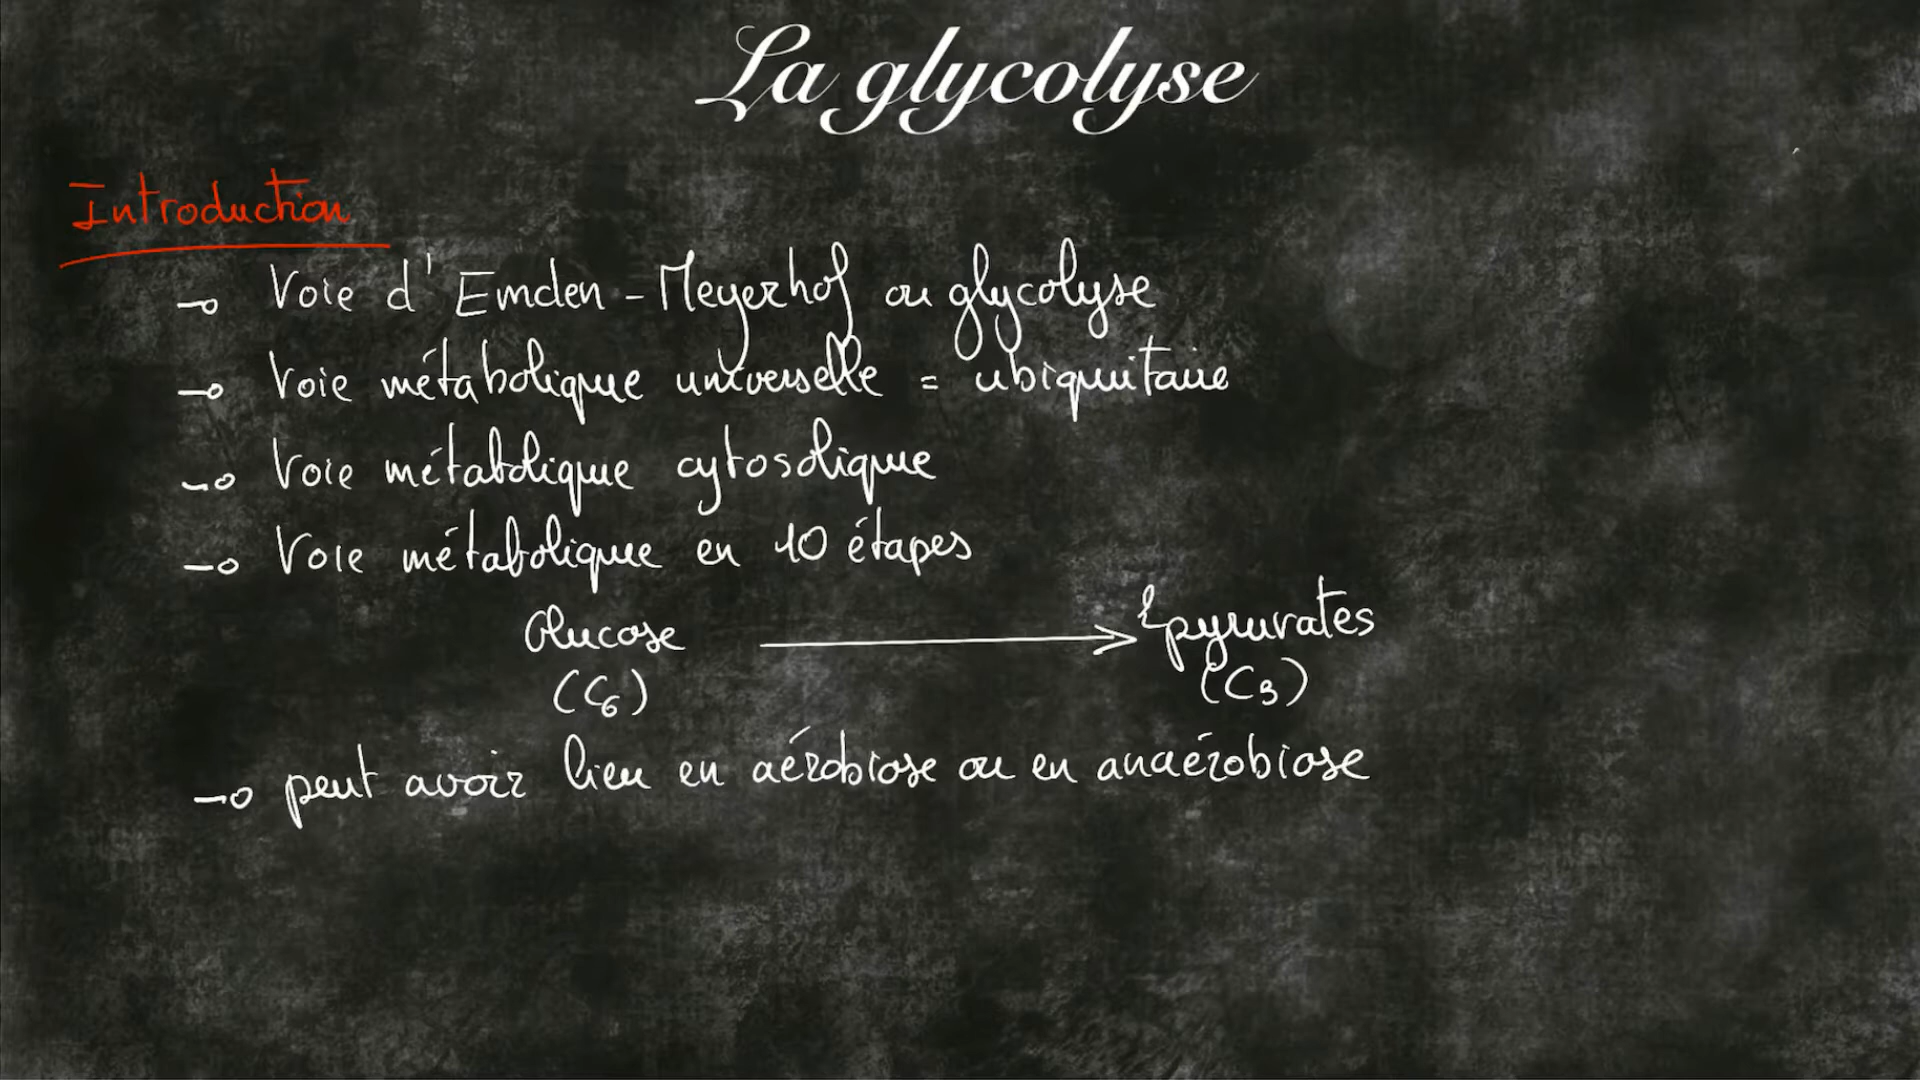 La glycolyse
Introduction
→ Voie d'Emden-Meyerhof ou glycolyse
→ Voie métabolique universelle = ubiquitaire
→ Voie métabolique cytosolique
→ Voie métabolique en 10 étapes
Glucose → 2 pyruvates
(C6) (C3)
→ peut avoir lieu en aérobiose ou en anaérobiose